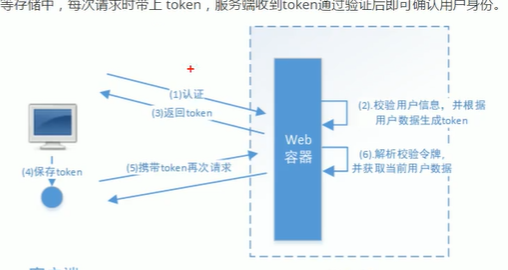 等存储中，每次请求时带上 token，服务端收到token通过验证后即可确认用户身份。
(1)认证
(3)返回token
(2).校验用户信息，并根据
用户数据生成token
Web
容器
(4)保存token
(5)携带token再次请求
(6).解析校验令牌，
并获取当前用户数据